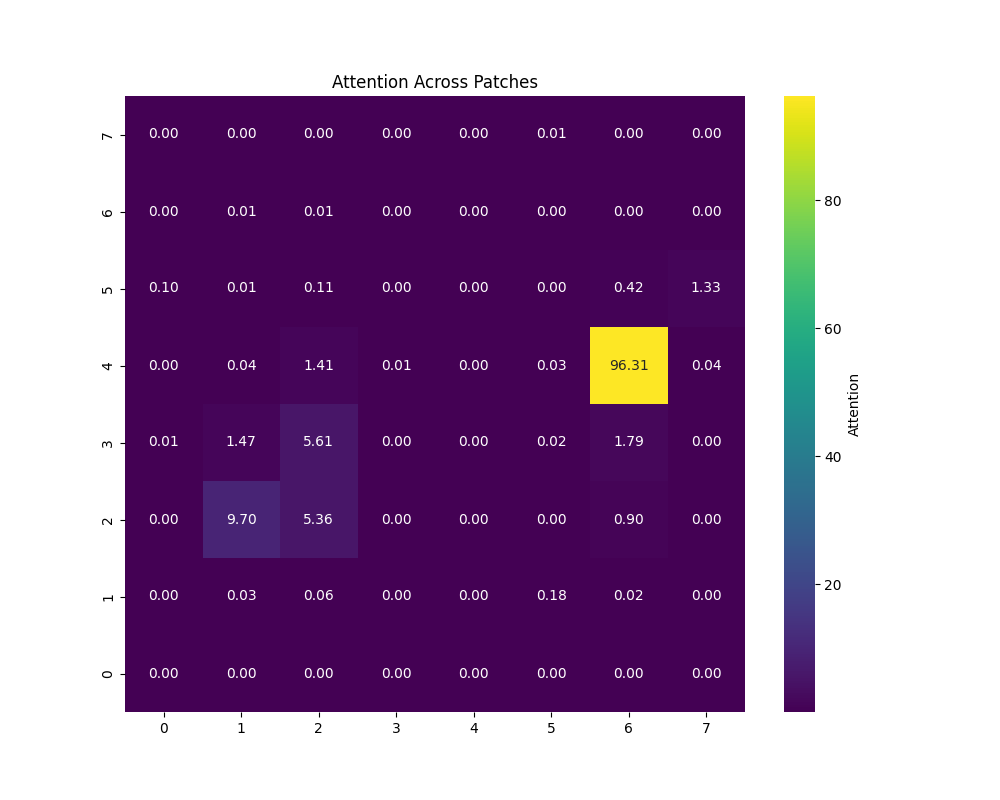 Attention Across Patches
7 0.00 0.00 0.00 0.00 0.00 0.01 0.00 0.00
6 0.00 0.01 0.01 0.00 0.00 0.00 0.00 0.00
80
5 0.10 0.01 0.11 0.00 0.00 0.00 0.42 1.33
60
4 0.00 0.04 1.41 0.01 0.00 0.03 96.31 0.04
Attention
3 0.01 1.47 5.61 0.00 0.00 0.02 1.79 0.00
40
2 0.00 9.70 5.36 0.00 0.00 0.00 0.90 0.00
20
1 0.00 0.03 0.06 0.00 0.00 0.18 0.02 0.00
0 0.00 0.00 0.00 0.00 0.00 0.00 0.00 0.00
0 1 2 3 4 5 6 7